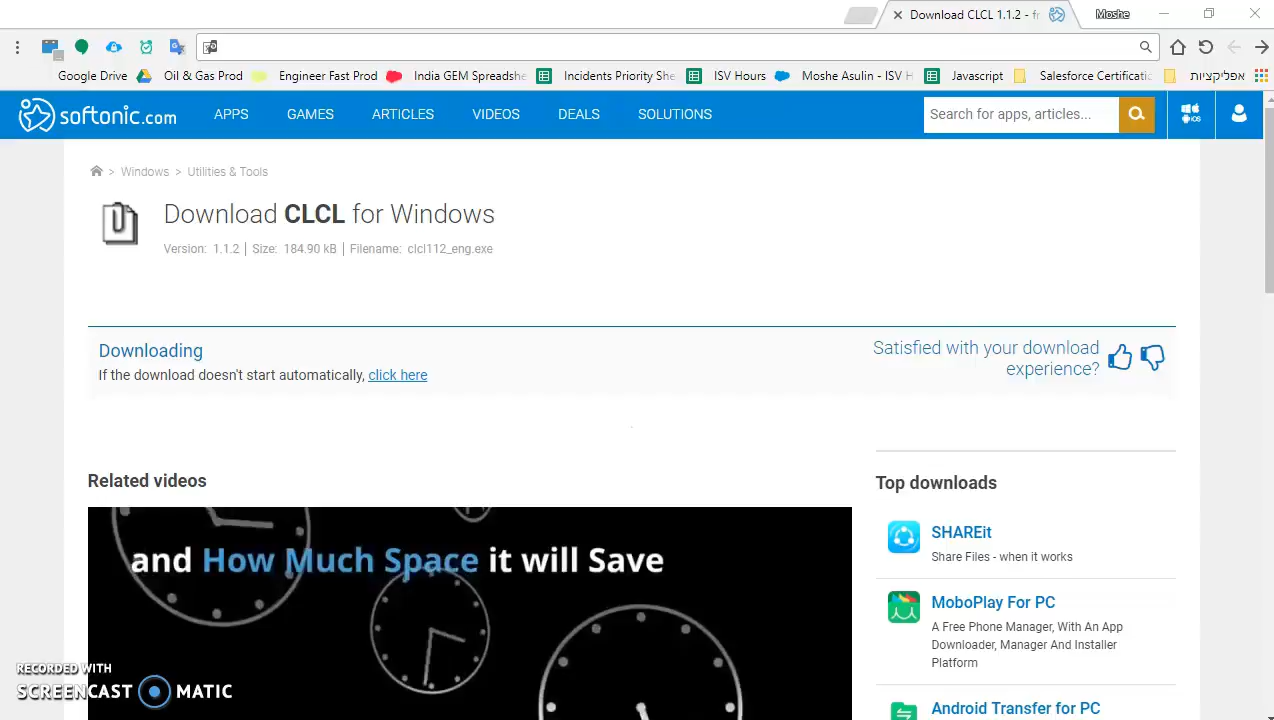 Download CLCL 1.1.2 - fr
Moshe
Google Drive
Oil & Gas Prod
Engineer Fast Prod
India GEM Spreadshe
Incidents Priority She
ISV Hours
Moshe Asulin - ISV H
Javascript
Salesforce Certificatic
אפליקציות
softonic.com
APPS
GAMES
ARTICLES
VIDEOS
DEALS
SOLUTIONS
Search for apps, articles...
iOS
> Windows > Utilities & Tools
Download CLCL for Windows
Version: 1.1.2 | Size: 184.90 kB | Filename: clcl112_eng.exe
Downloading
If the download doesn't start automatically, click here
Satisfied with your download
experience?
Related videos
and How Much Space it will Save
Top downloads
SHAREit
Share Files - when it works
MoboPlay For PC
A Free Phone Manager, With An App
Downloader, Manager And Installer
Platform
Android Transfer for PC
RECORDED WITH
SCREENCAST MATIC